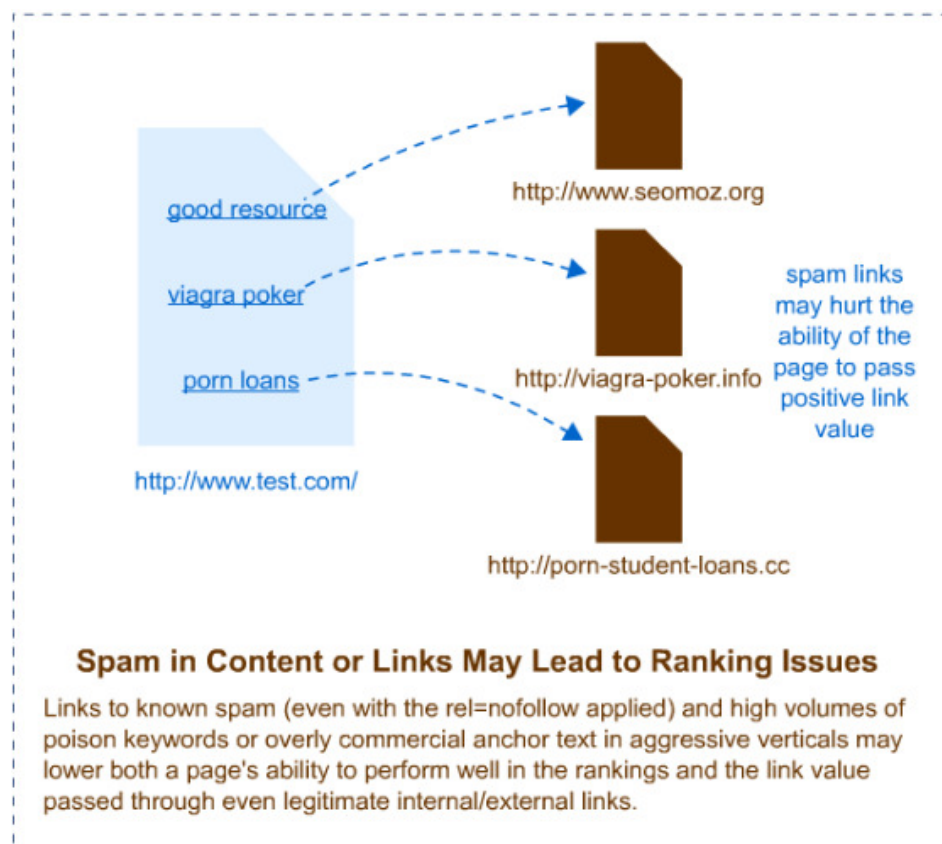 good resource
viagra poker
porn loans
http://www.test.com/
http://www.seomoz.org
http://viagra-poker.info
http://porn-student-loans.cc
spam links
may hurt the
ability of the
page to pass
positive link
value
Spam in Content or Links May Lead to Ranking Issues
Links to known spam (even with the rel=nofollow applied) and high volumes of
poison keywords or overly commercial anchor text in aggressive verticals may
lower both a page's ability to perform well in the rankings and the link value
passed through even legitimate internal/external links.